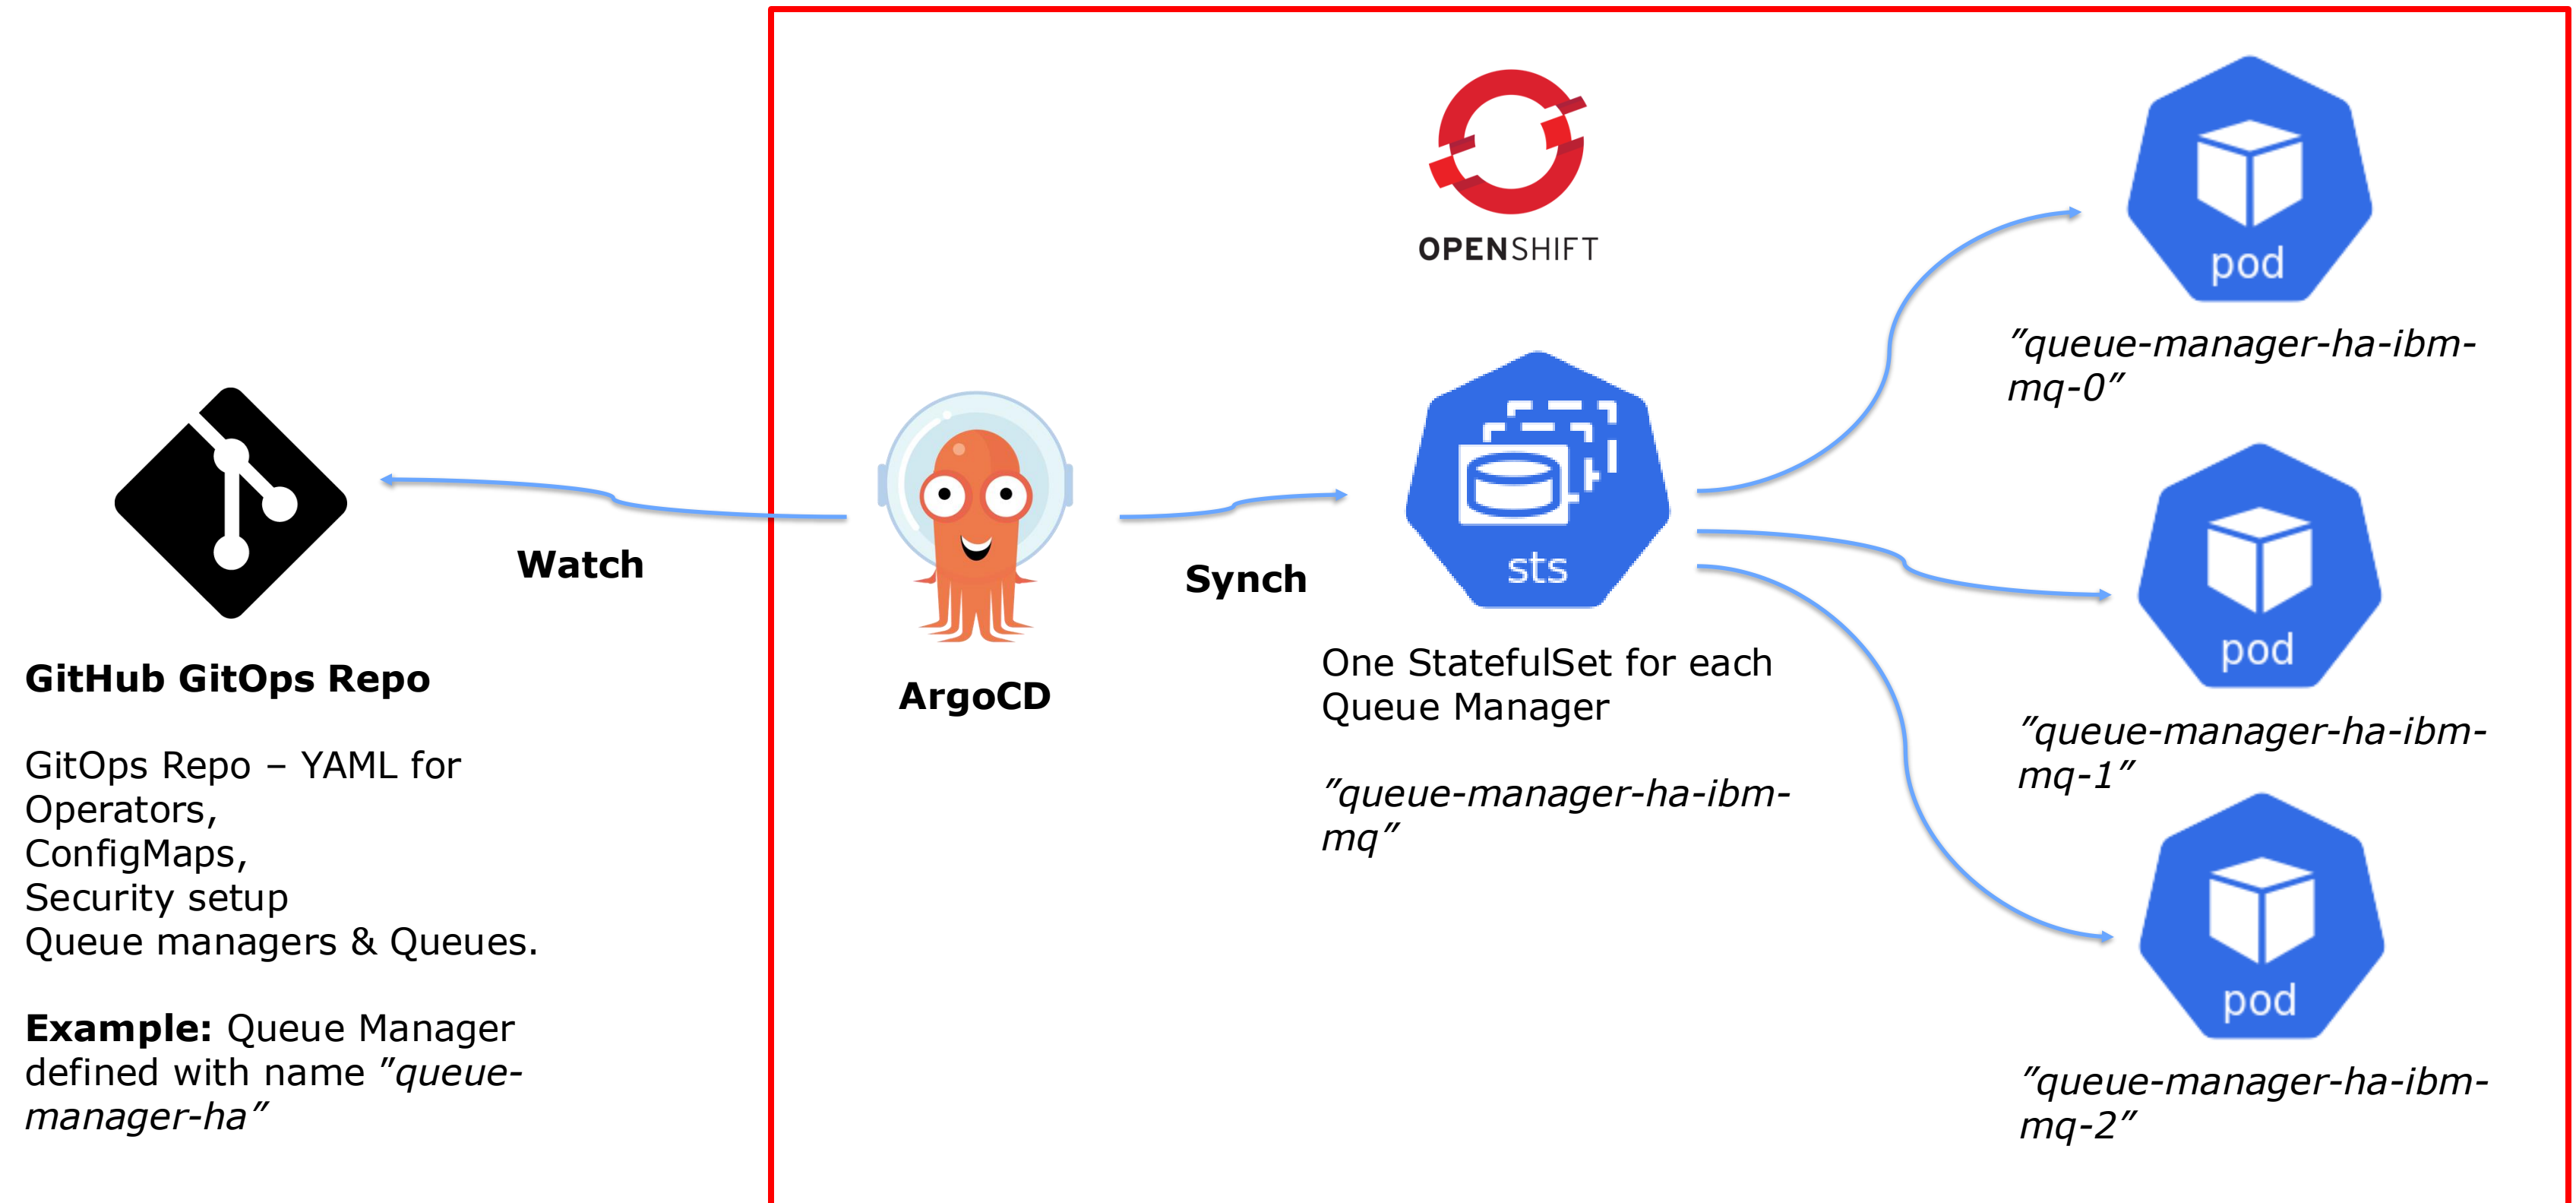 OPENSHIFT
pod
"queue-manager-ha-ibm-
mq-0"
Watch
Synch
sts
pod
GitHub GitOps Repo
ArgoCD
One StatefulSet for each
Queue Manager
"queue-manager-ha-ibm-
mq"
"queue-manager-ha-ibm-
mq-1"
GitOps Repo – YAML for
Operators,
ConfigMaps,
Security setup
Queue managers & Queues.
Example: Queue Manager
defined with name "queue-
manager-ha"
pod
"queue-manager-ha-ibm-
mq-2"